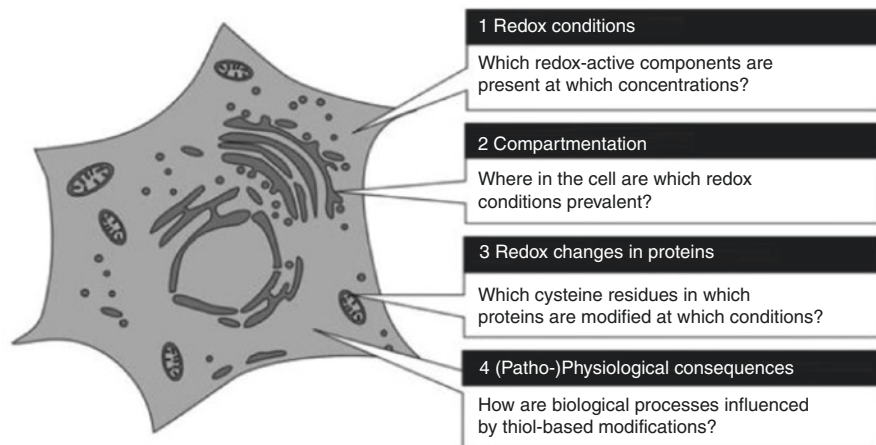 1 Redox conditions
Which redox-active components are
present at which concentrations?
2 Compartmentation
Where in the cell are which redox
conditions prevalent?
3 Redox changes in proteins
Which cysteine residues in which
proteins are modified at which conditions?
4 (Patho-)Physiological consequences
How are biological processes influenced
by thiol-based modifications?